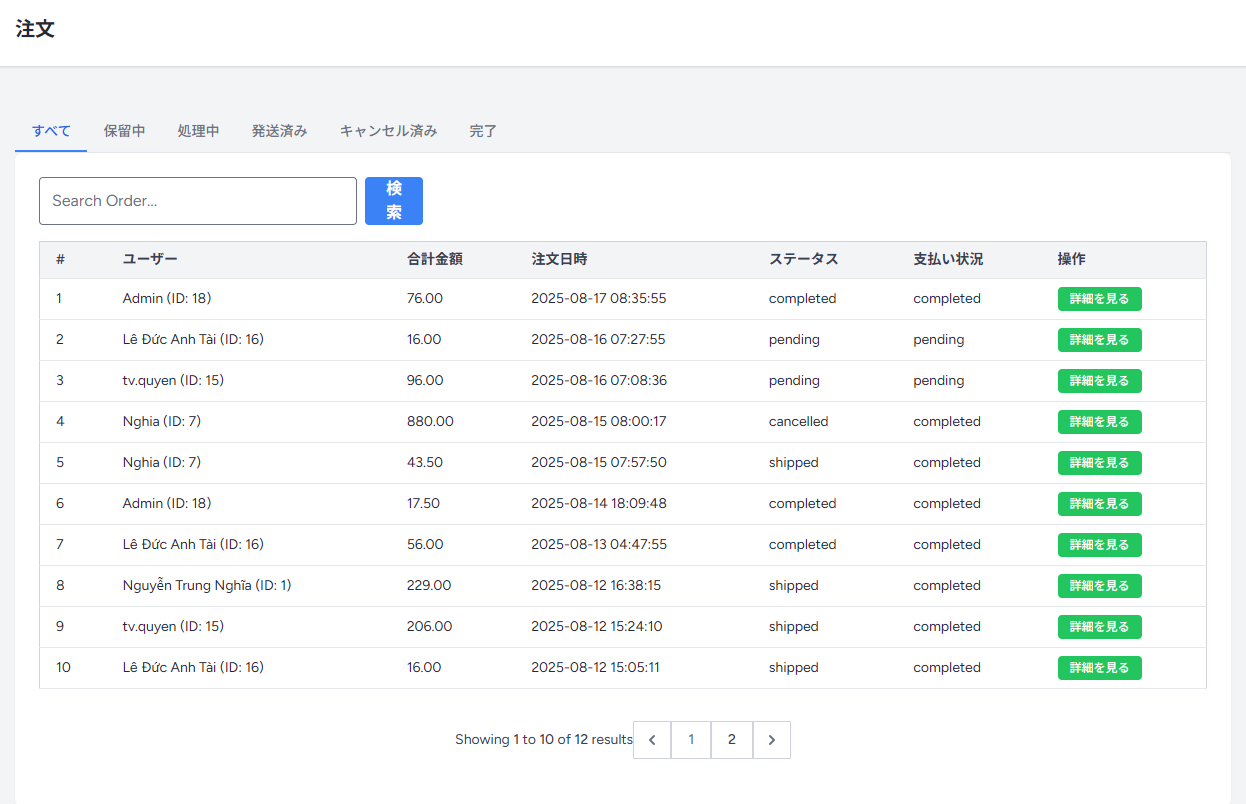 注文
すべて 保留中 処理中 発送済み キャンセル済み 完了
Search Order...
検
索
# ユーザー 合計金額 注文日時 ステータス 支払い状況 操作
1 Admin (ID: 18) 76.00 2025-08-17 08:35:55 completed completed 詳細を見る
2 Lê Đức Anh Tài (ID: 16) 16.00 2025-08-16 07:27:55 pending pending 詳細を見る
3 tv.quyen (ID: 15) 96.00 2025-08-16 07:08:36 pending pending 詳細を見る
4 Nghia (ID: 7) 880.00 2025-08-15 08:00:17 cancelled completed 詳細を見る
5 Nghia (ID: 7) 43.50 2025-08-15 07:57:50 shipped completed 詳細を見る
6 Admin (ID: 18) 17.50 2025-08-14 18:09:48 completed completed 詳細を見る
7 Lê Đức Anh Tài (ID: 16) 56.00 2025-08-13 04:47:55 completed completed 詳細を見る
8 Nguyễn Trung Nghĩa (ID: 1) 229.00 2025-08-12 16:38:15 shipped completed 詳細を見る
9 tv.quyen (ID: 15) 206.00 2025-08-12 15:24:10 shipped completed 詳細を見る
10 Lê Đức Anh Tài (ID: 16) 16.00 2025-08-12 15:05:11 shipped completed 詳細を見る
Showing 1 to 10 of 12 results 1 2